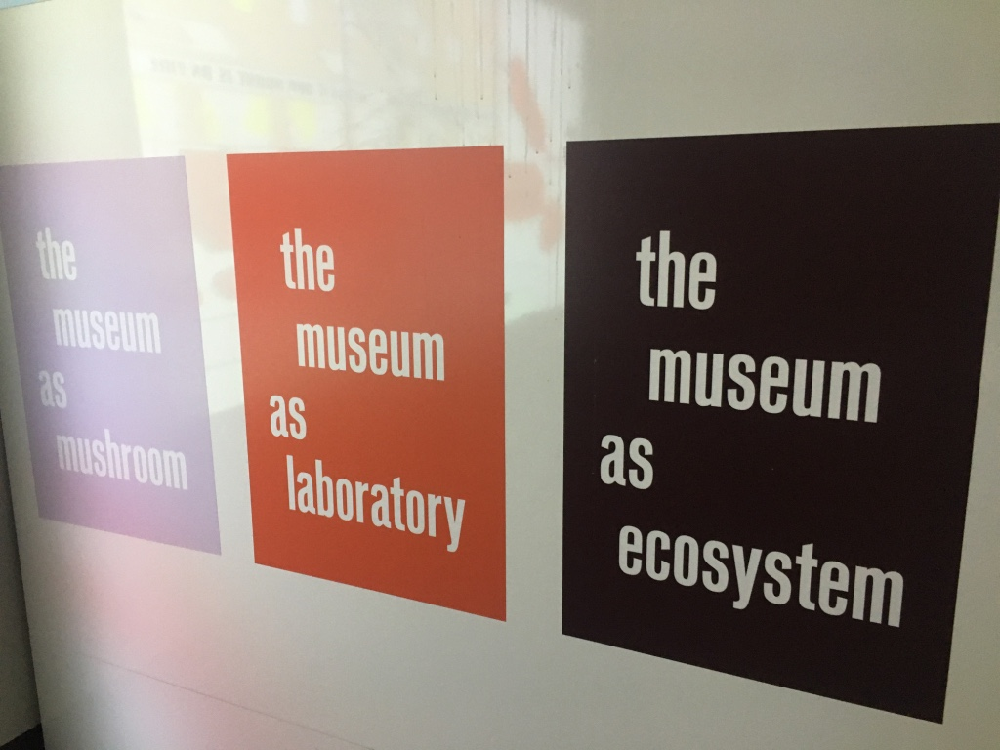 the
museum
as
mushroom
the
museum
as
laboratory
the
museum
as
ecosystem